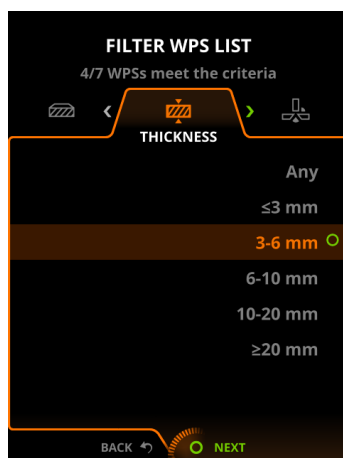 FILTER WPS LIST
4/7 WPSs meet the criteria
THICKNESS
Any
≤3 mm
3-6 mm
6-10 mm
10-20 mm
≥20 mm
BACK NEXT